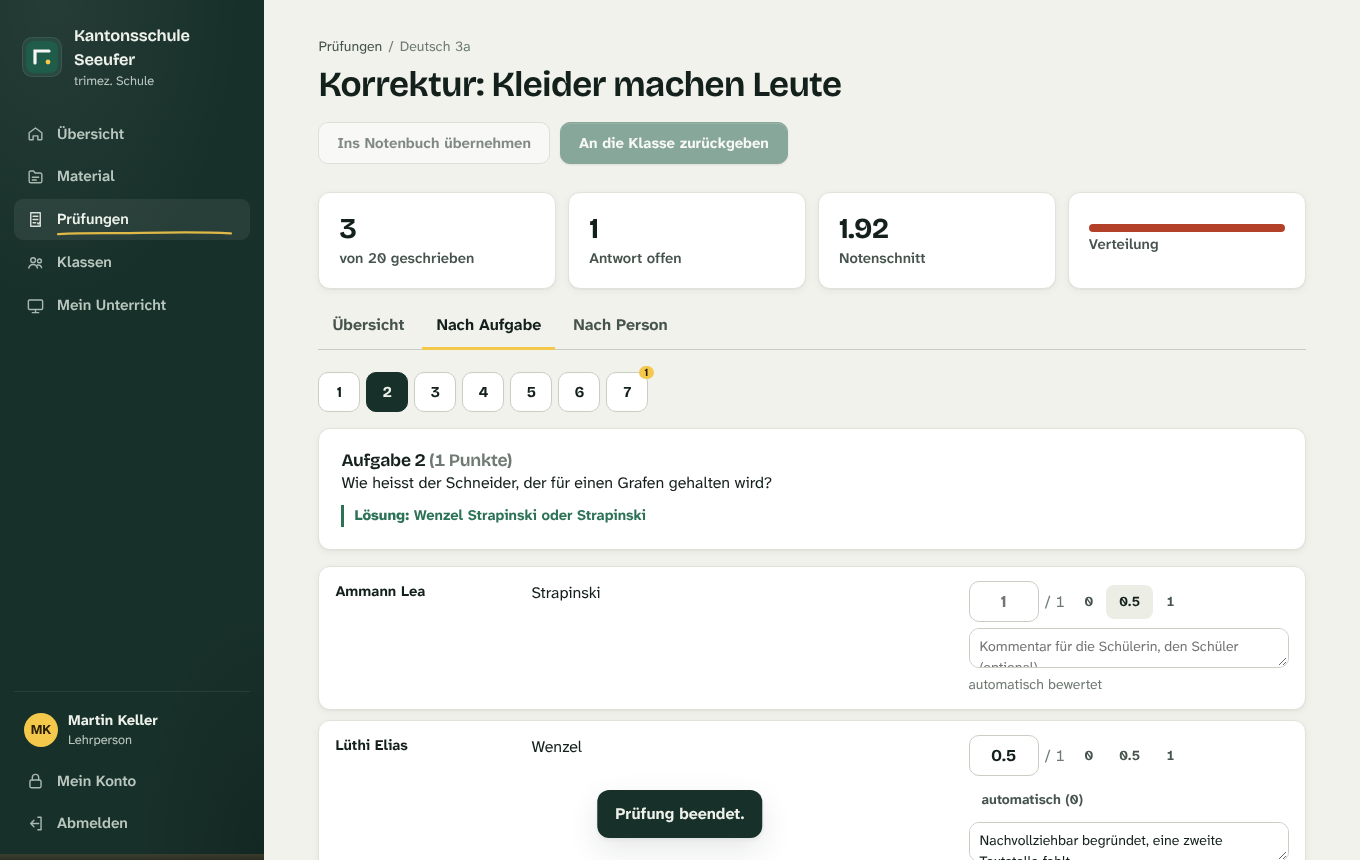 Kantonsschule
Seeufer
trimez. Schule
Übersicht
Material
Prüfungen
Klassen
Mein Unterricht
MK
Martin Keller
Lehrperson
Mein Konto
Abmelden
Prüfungen / Deutsch 3a
Korrektur: Kleider machen Leute
Ins Notenbuch übernehmen
An die Klasse zurückgeben
3
von 20 geschrieben
1
Antwort offen
1.92
Notenschnitt
Verteilung
Übersicht Nach Aufgabe Nach Person
1 2 3 4 5 6 7 1
Aufgabe 2 (1 Punkte)
Wie heisst der Schneider, der für einen Grafen gehalten wird?
Lösung: Wenzel Strapinski oder Strapinski
Ammann Lea
Strapinski
1 / 1 0 0.5 1
Kommentar für die Schülerin, den Schüler
(optional)
automatisch bewertet
Lüthi Elias
Wenzel
0.5 / 1 0 0.5 1
automatisch (0)
Nachvollziehbar begründet, eine zweite
Textstelle fehlt.
Prüfung beendet.